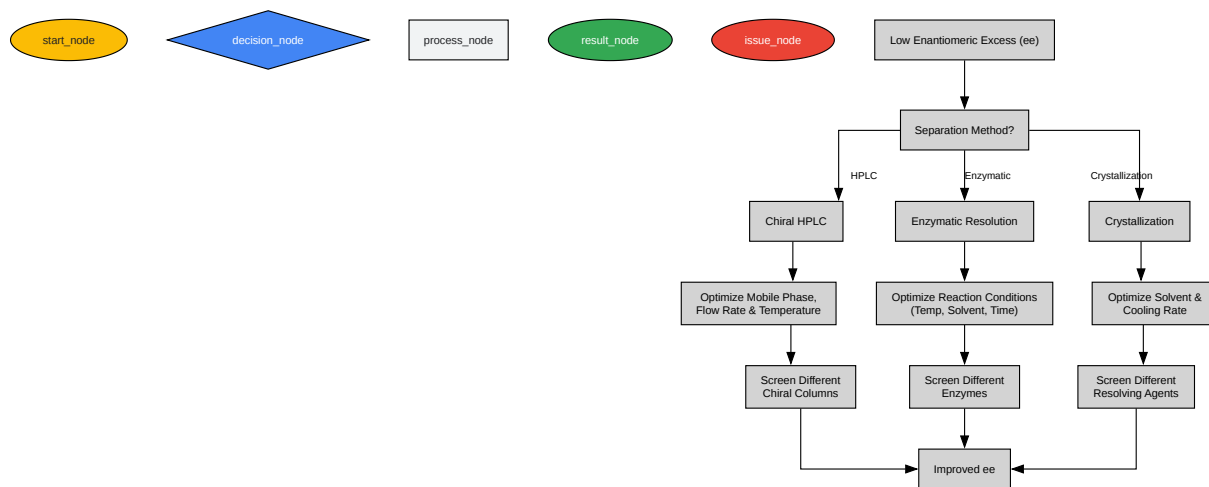 start_node
decision_node
process_node
result_node
issue_node
Low Enantiomeric Excess (ee)
Separation Method?
HPLC
Enzymatic
Crystallization
Chiral HPLC
Enzymatic Resolution
Crystallization
Optimize Mobile Phase,
Flow Rate & Temperature
Optimize Reaction Conditions
(Temp, Solvent, Time)
Optimize Solvent &
Cooling Rate
Screen Different
Chiral Columns
Screen Different
Enzymes
Screen Different
Resolving Agents
Improved ee